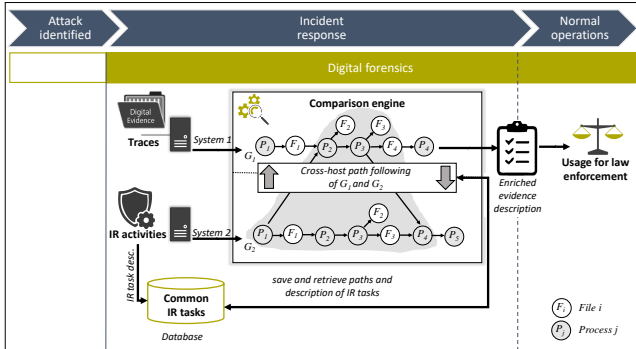 Attack
identified
Incident
response
Normal
operations
Digital forensics
Digital
Evidence
Traces
System 1
Comparison engine
F2
F3
G1
P1
F1
P2
P3
F4
P4
Cross-host path following
of G1 and G2
IR activities
System 2
F2
G2
P1
F1
P2
P3
F3
P4
P5
Enriched
evidence
description
Usage for law
enforcement
IR task desc.
Common
IR tasks
Database
save and retrieve paths and
description of IR tasks
Fi File i
Pj Process j